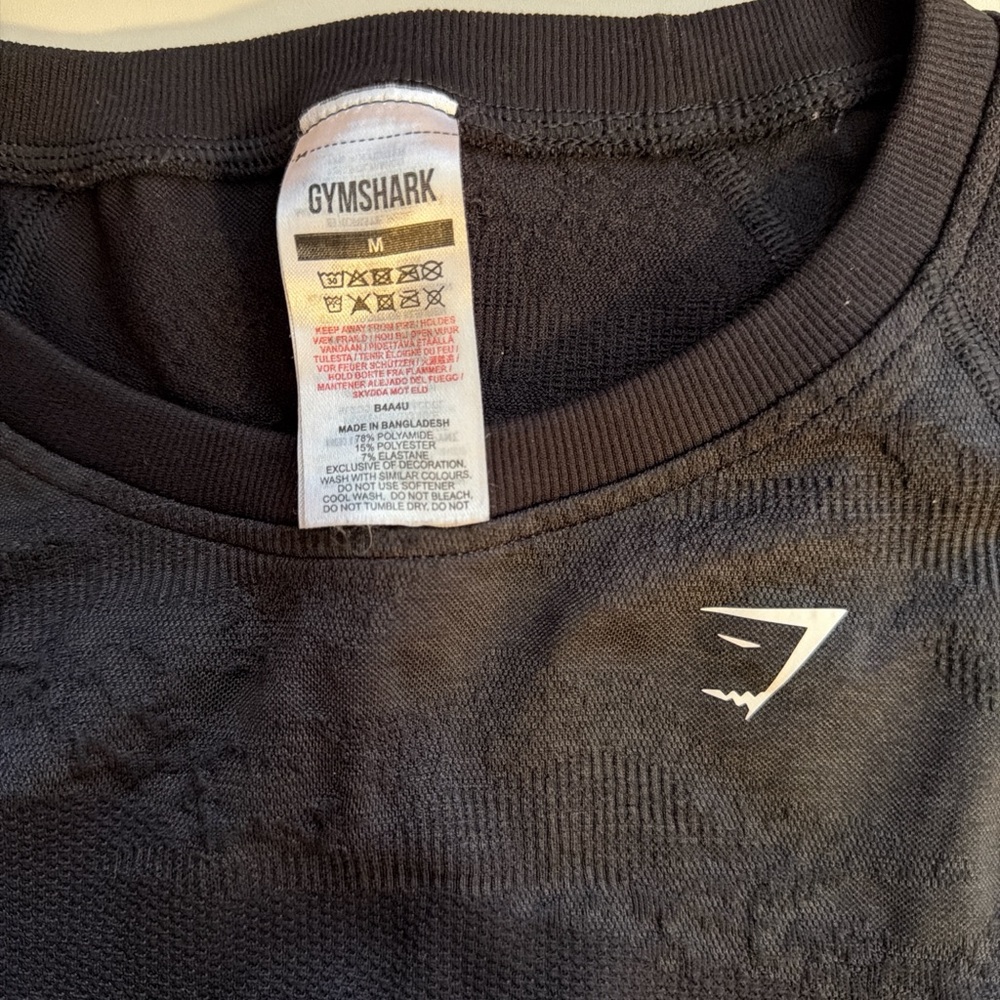 GYMSHARK
M
30
KEEP AWAY FROM FIRE / HOLDES
VÆK FRA ILD / HOU BIJ OPEN VUUR
VANDAAN / PIDETTÄVÄ ETÄÄLLÄ
TULESTA / TENIR ÉLOIGNÉ DU FEU /
VOR FEUER SCHÜTZEN /
HOLD BORTE FRA FLAMMER /
MANTENER ALEJADO DEL FUEGO /
SKYDDA MOT ELD
B4A4U
MADE IN BANGLADESH
78% POLYAMIDE
15% POLYESTER
7% ELASTANE
EXCLUSIVE OF DECORATION.
WASH WITH SIMILAR COLOURS.
DO NOT USE SOFTENER
COOL WASH, DO NOT BLEACH,
DO NOT TUMBLE DRY, DO NOT